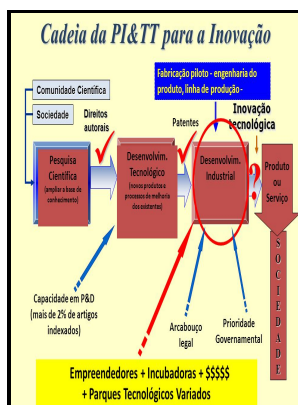 Cadeia da PI&TT para a Inovação
Fabricação piloto - engenharia do
produto, linha de produção -
Comunidade Científica
Sociedade
Direitos
autorais
Patentes
Inovação
tecnológica
Pesquisa
Científica
(ampliar a base do
conhecimento)
Desenvolvim.
Tecnológico
(novos produtos e
processos de melhoria
dos existentes)
Desenvolvim.
Industrial
?
Produto
ou
Serviço
SOCIEDADE
Capacidade em P&D
(mais de 2% de artigos
indexados)
Arcabouço
legal
Prioridade
Governamental
Empreendedores + Incubadoras + $$$$$
+ Parques Tecnológicos Variados